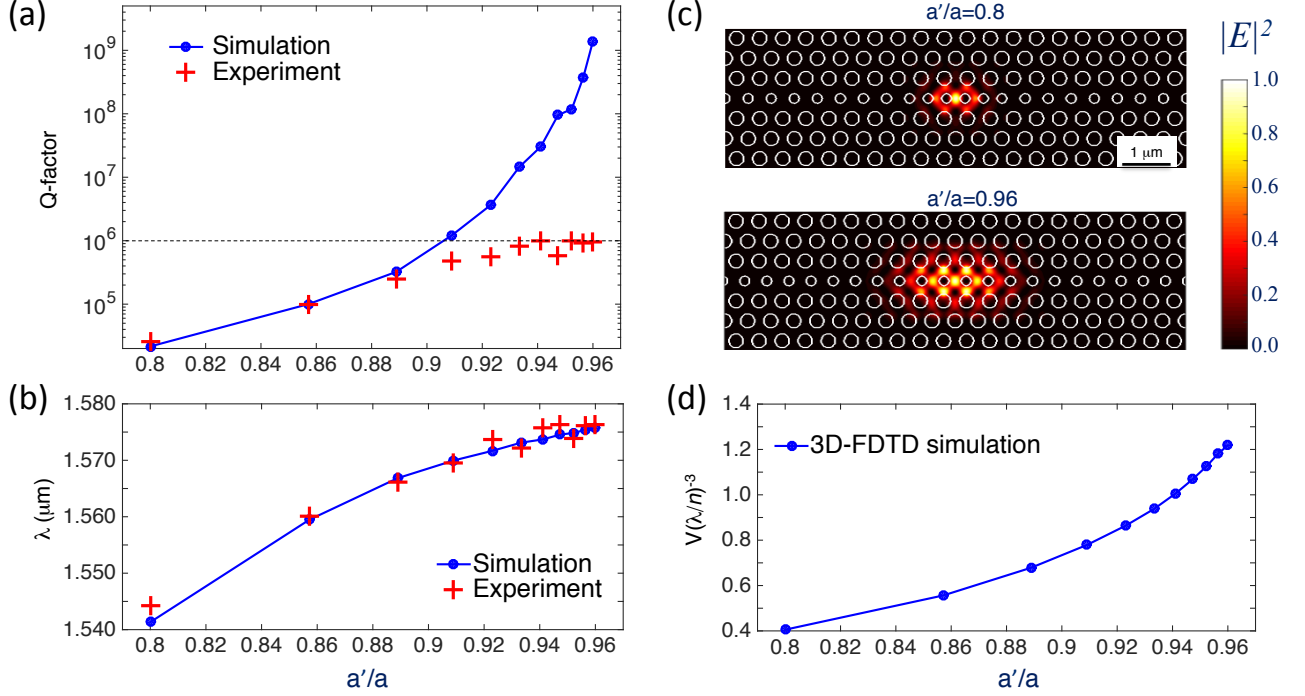 (a)
10^9
10^8
10^7
10^6
10^5
Q-factor
Simulation
Experiment
0.8 0.82 0.84 0.86 0.88 0.9 0.92 0.94 0.96
(b)
1.580
1.570
1.560
1.550
1.540
λ (μm)
Simulation
Experiment
0.8 0.82 0.84 0.86 0.88 0.9 0.92 0.94 0.96
a'/a
(c)
a'/a=0.8
1 μm
a'/a=0.96
|E|^2
1.0
0.8
0.6
0.4
0.2
0.0
(d)
1.4
1.2
1.0
0.8
0.6
0.4
V(λ/n)^-3
3D-FDTD simulation
0.8 0.82 0.84 0.86 0.88 0.9 0.92 0.94 0.96
a'/a